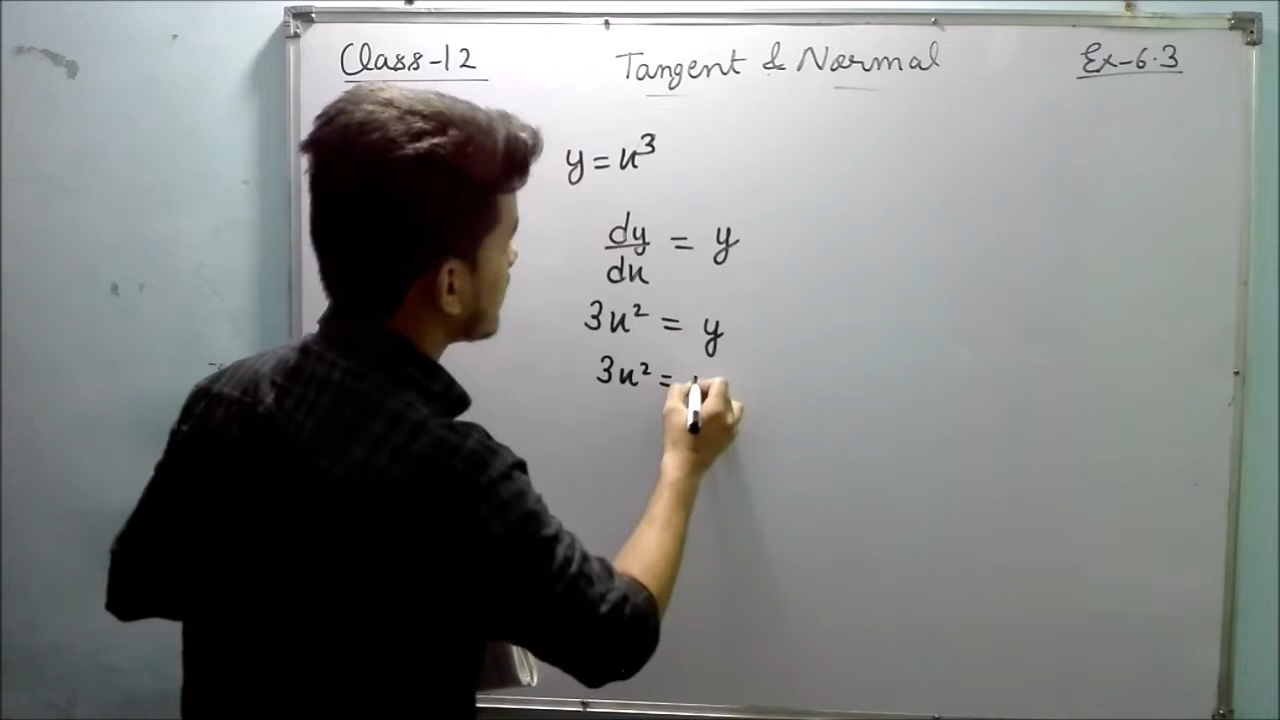 Class-12 Tangent & Normal Ex-6.3
y = x³
dy/dx = y
3x² = y
3x² =